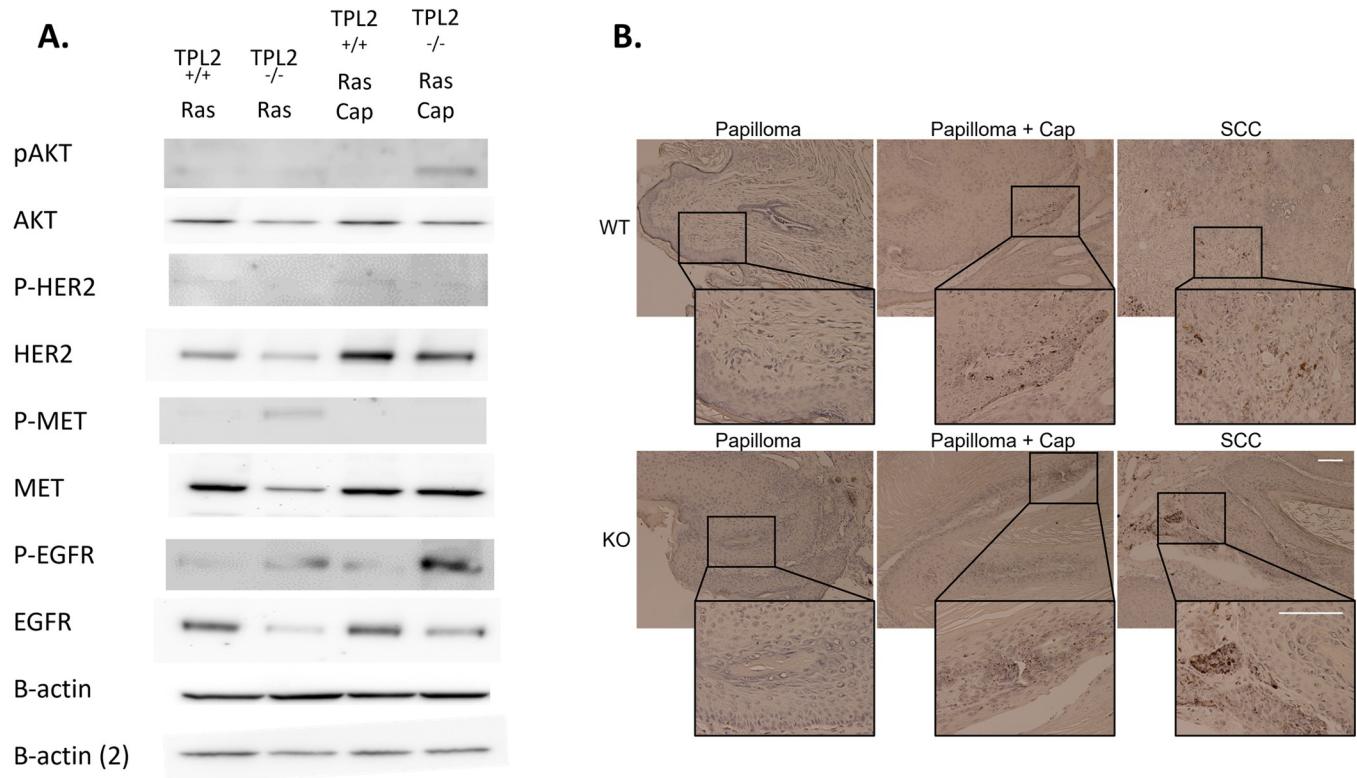 A.
TPL2
+/+
Ras
TPL2
-/-
Ras
TPL2
+/+
Ras
Cap
TPL2
-/-
Ras
Cap
pAKT
AKT
P-HER2
HER2
P-MET
MET
P-EGFR
EGFR
B-actin
B-actin (2)
B.
Papilloma
Papilloma + Cap
SCC
WT
Papilloma
Papilloma + Cap
SCC
KO